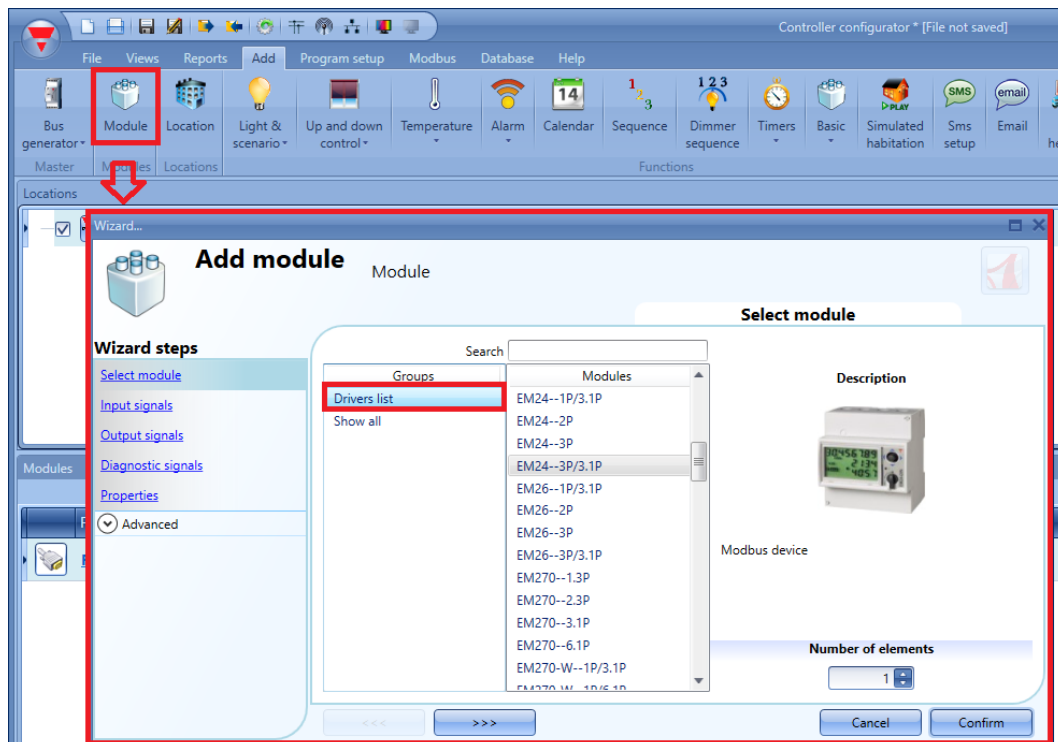 Controller configurator * [File not saved]
File Views Reports Add Program setup Modbus Database Help
14
1 2 3
1 2 3
PLAY
SMS
email
Bus generator
Module
Location
Light & scenario
Up and down control
Temperature
Alarm
Calendar
Sequence
Dimmer sequence
Timers
Basic
Simulated habitation
Sms setup
Email
Master Modules Locations Functions
Locations
Wizard...
Add module Module
Select module
Wizard steps
Select module
Input signals
Output signals
Diagnostic signals
Properties
Advanced
Search
Groups
Drivers list
Show all
Modules
EM24--1P/3.1P
EM24--2P
EM24--3P
EM24--3P/3.1P
EM26--1P/3.1P
EM26--2P
EM26--3P
EM26--3P/3.1P
EM270--1.3P
EM270--2.3P
EM270--3.1P
EM270--6.1P
EM270-W--1P/3.1P
EM270-W--1P/6.1P
Description
Modbus device
Number of elements
1
<<<
>>>
Cancel
Confirm
Modules